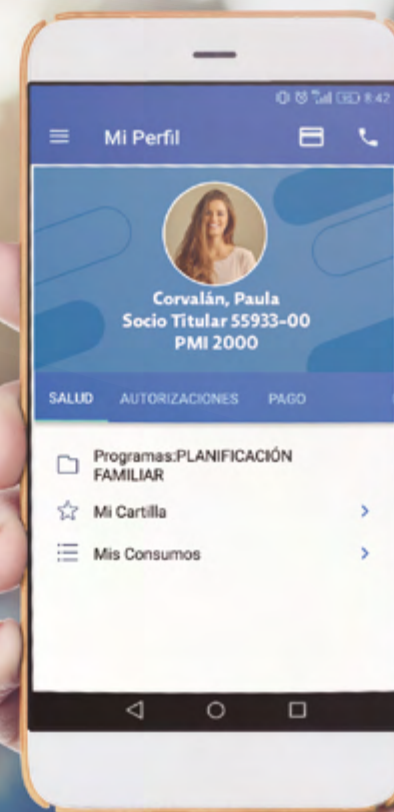 8:42
Mi Perfil
Corvalán, Paula
Socio Titular 55933-00
PMI 2000
SALUD AUTORIZACIONES PAGO
Programas:PLANIFICACIÓN
FAMILIAR
Mi Cartilla
Mis Consumos